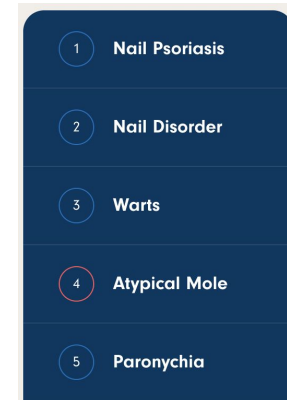 1 Nail Psoriasis
2 Nail Disorder
3 Warts
4 Atypical Mole
5 Paronychia